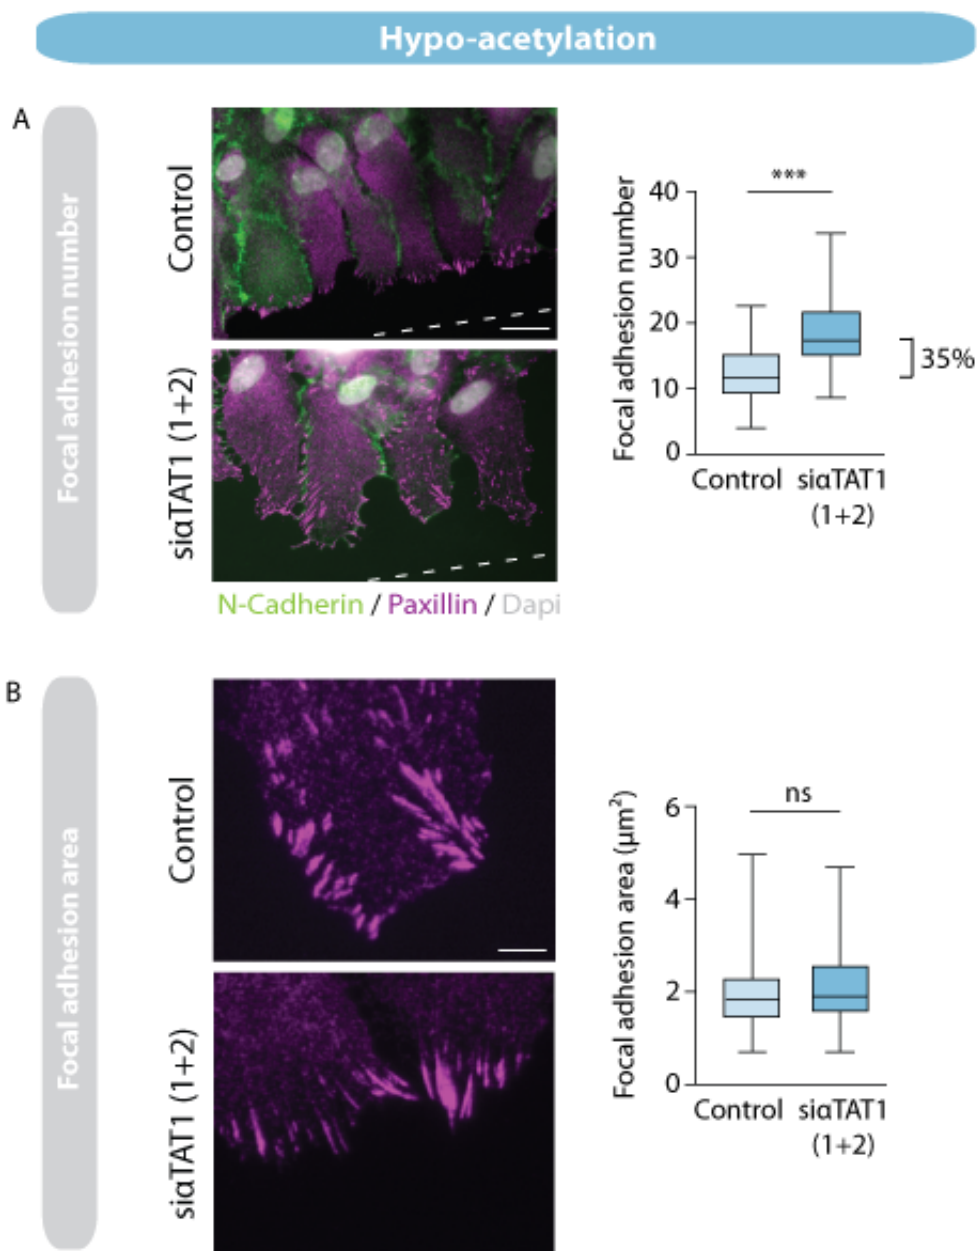 Hypo-acetylation
A
Focal adhesion number
Control
siαTAT1 (1+2)
N-Cadherin / Paxillin / Dapi
Focal adhesion number
40
30
20
10
0
***
35%
Control
siαTAT1
(1+2)
B
Focal adhesion area
Control
siαTAT1 (1+2)
Focal adhesion area (μm²)
6
4
2
0
ns
Control
siαTAT1
(1+2)